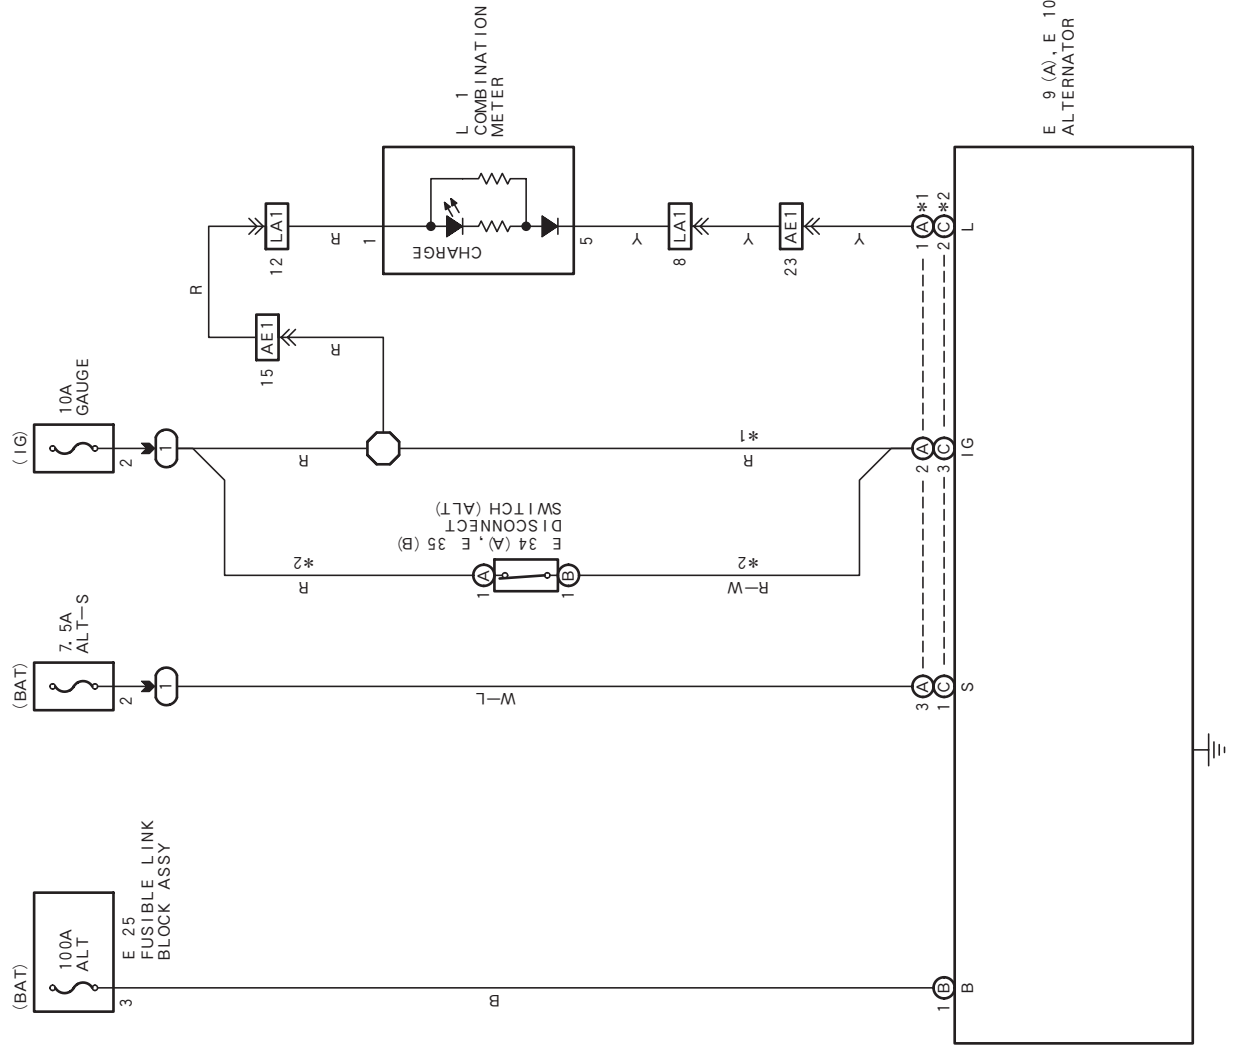 (BAT)
100A
ALT
3
E 25
FUSIBLE LINK
BLOCK ASSY
B
1
B
B
(BAT)
7.5A
ALT–S
2
1
W–L
3
A
1
C
S
(IG)
10A
GAUGE
2
1
R
R
*1
2
A
3
C
IG
R
*2
1
A
E 34 (A), E 35 (B)
DISCONNECT
SWITCH (ALT)
1
B
R–W
*2
R
15
AE1
R
12
LA1
R
1
CHARGE
L 1
COMBINATION
METER
5
Y
8
LA1
Y
23
AE1
Y
1
A
*1
2
C
*2
L
E 9 (A), E 10
ALTERNATOR